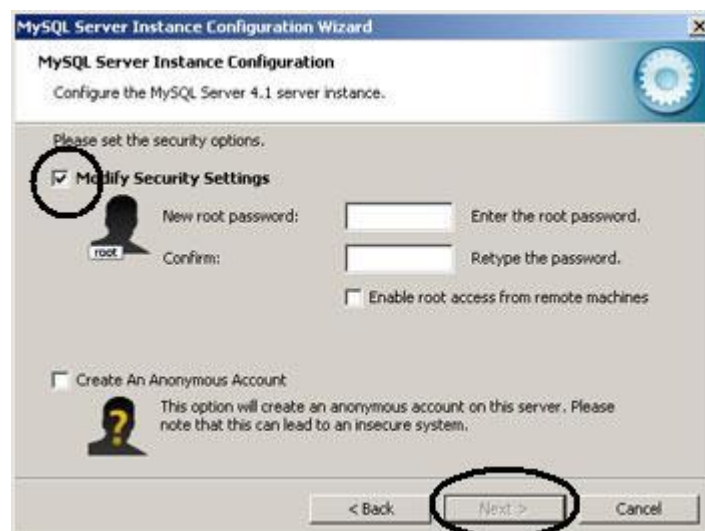 MySQL Server Instance Configuration Wizard
MySQL Server Instance Configuration
Configure the MySQL Server 4.1 server instance.
Please set the security options.
Modify Security Settings
root
New root password:
Enter the root password.
Confirm:
Retype the password.
Enable root access from remote machines
Create An Anonymous Account
?
This option will create an anonymous account on this server. Please
note that this can lead to an insecure system.
< Back
Next >
Cancel